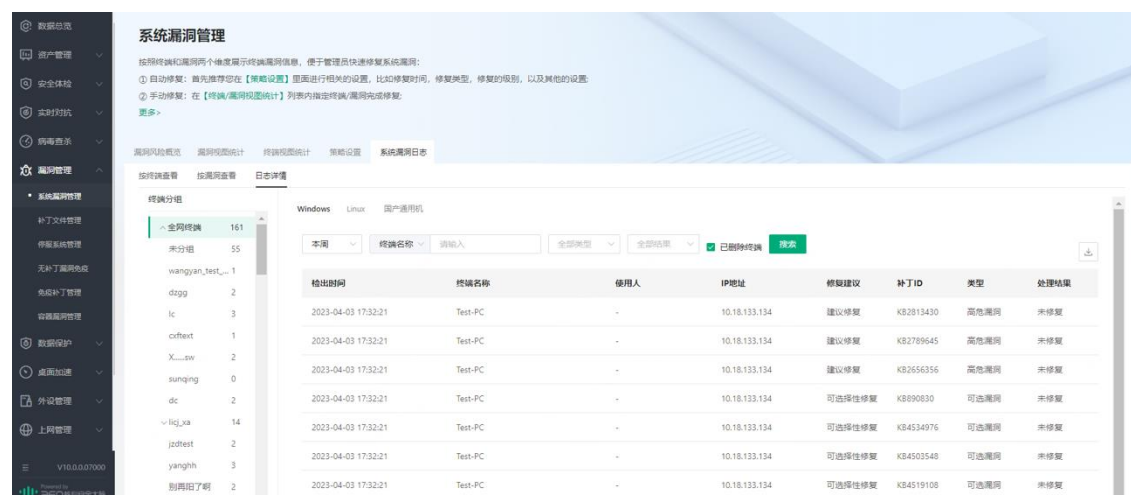 数据总览
资产管理
安全体检
实时对抗
病毒查杀
漏洞管理
系统漏洞管理
补丁文件管理
停服系统管理
无补丁漏洞免疫
免疫补丁管理
容器漏洞管理
数据保护
桌面加速
外设管理
上网管理
V10.0.0.07000
Powered by
系统漏洞管理
按照终端和漏洞两个维度展示终端漏洞信息，便于管理员快速修复系统漏洞：
① 自动修复：首先推荐您在【策略设置】里面进行相关的设置，比如修复时间，修复类型，修复的级别，以及其他的设置;
② 手动修复：在【终端/漏洞视图统计】列表内指定终端/漏洞完成修复;
更多>
漏洞风险概览 漏洞视图统计 终端视图统计 策略设置 系统漏洞日志
按终端查看 按漏洞查看 日志详情
终端分组
全网终端 161
未分组 55
wangyan_test_... 1
dzgg 2
lc 3
cxftext 1
X......sw 2
sunqing 0
dc 2
licj_xa 14
jzdtest 2
yanghh 3
别再阳了啊 2
Windows Linux 国产通用机
本周 终端名称 请输入 全部类型 全部结果 已删除终端 搜索
检出时间 终端名称 使用人 IP地址 修复建议 补丁ID 类型 处理结果
2023-04-03 17:32:21 Test-PC - 10.18.133.134 建议修复 KB2813430 高危漏洞 未修复
2023-04-03 17:32:21 Test-PC - 10.18.133.134 建议修复 KB2789645 高危漏洞 未修复
2023-04-03 17:32:21 Test-PC - 10.18.133.134 建议修复 KB2656356 高危漏洞 未修复
2023-04-03 17:32:21 Test-PC - 10.18.133.134 可选择性修复 KB890830 可选漏洞 未修复
2023-04-03 17:32:21 Test-PC - 10.18.133.134 可选择性修复 KB4534976 可选漏洞 未修复
2023-04-03 17:32:21 Test-PC - 10.18.133.134 可选择性修复 KB4503548 可选漏洞 未修复
2023-04-03 17:32:21 Test-PC - 10.18.133.134 可选择性修复 KB4519108 可选漏洞 未修复